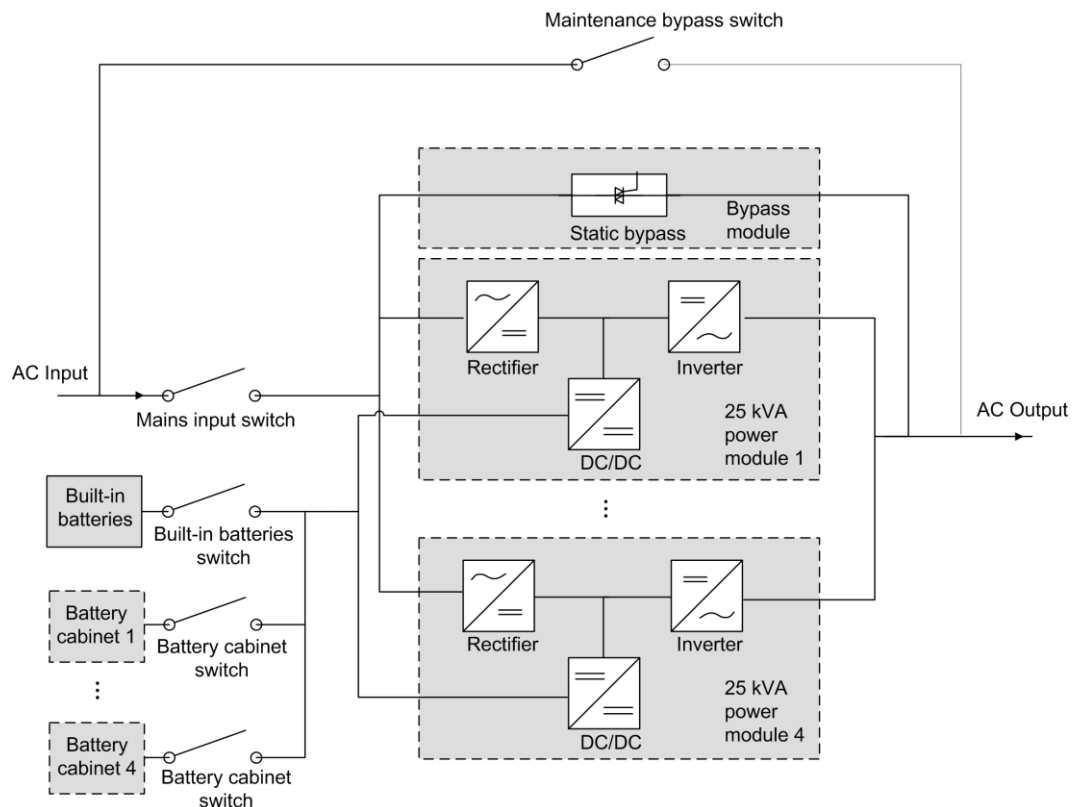 Maintenance bypass switch
Static bypass
Bypass
module
Rectifier
Inverter
DC/DC
25 kVA
power
module 1
AC Input
Mains input switch
AC Output
Built-in
batteries
Built-in batteries
switch
Battery
cabinet 1
Battery cabinet
switch
Rectifier
Inverter
DC/DC
25 kVA
power
module 4
Battery
cabinet 4
Battery cabinet
switch